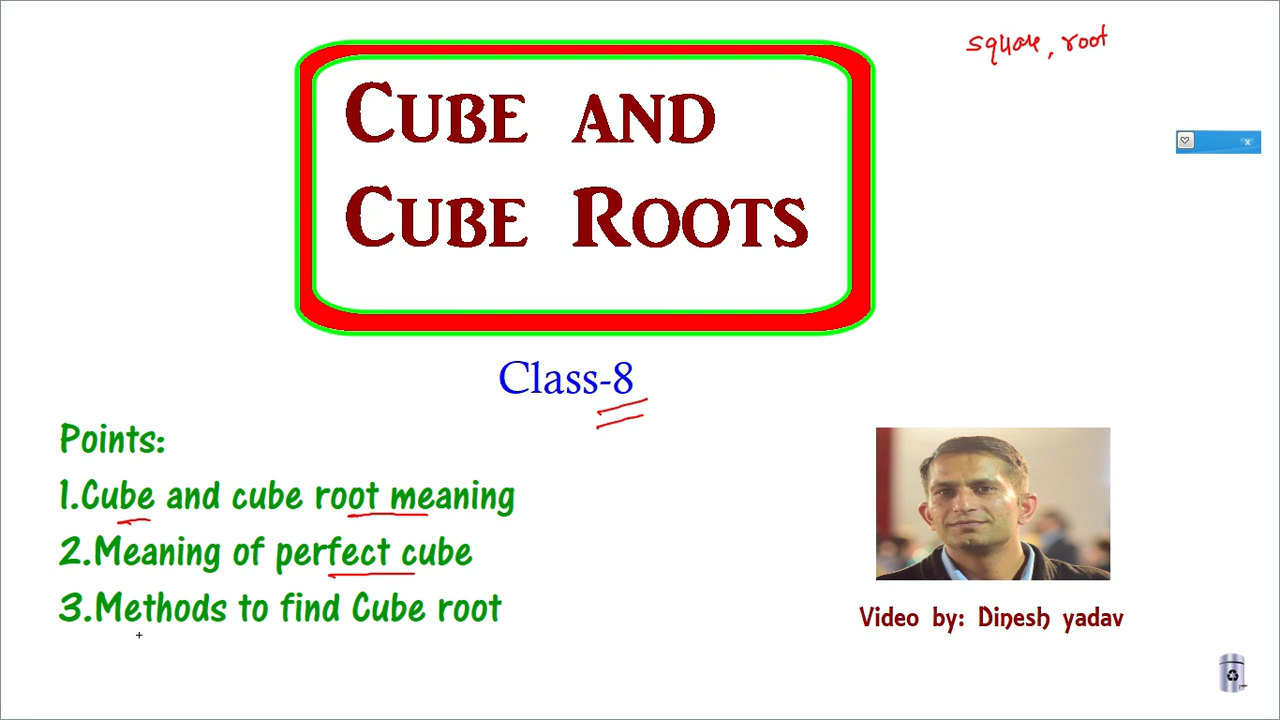 square, root
CUBE AND
CUBE ROOTS
Class-8
Points:
1.Cube and cube root meaning
2.Meaning of perfect cube
3.Methods to find Cube root
Video by: Dinesh yadav